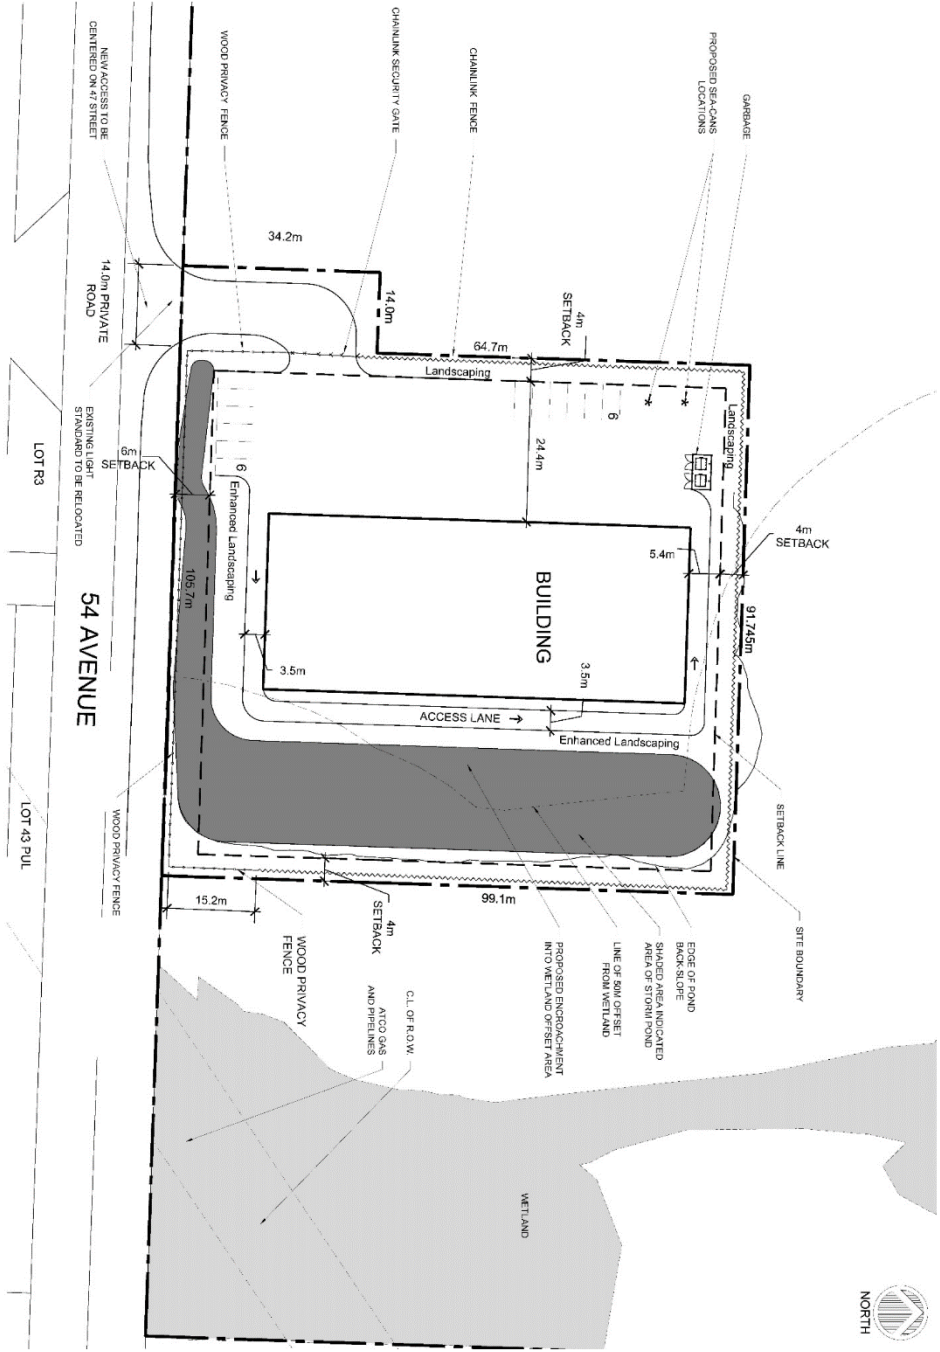 NEW ACCESS TO BE
CENTERED ON 47 STREET
WOOD PRIVACY FENCE
CHAINLINK SECURITY GATE
CHAINLINK FENCE
PROPOSED SEA-CANS
LOCATIONS
GARBAGE
34.2m
14.0m
14.0m PRIVATE
ROAD
64.7m
4m
SETBACK
Landscaping
Landscaping
6
24.4m
LOT R3
EXISTING LIGHT
STANDARD TO BE RELOCATED
6m
SETBACK
6
Enhanced Landscaping
4m
SETBACK
5.4m
BUILDING
105.7m
91.745m
54 AVENUE
3.5m
3.5m
ACCESS LANE
Enhanced Landscaping
LOT 43 PUL
WOOD PRIVACY FENCE
SETBACK LINE
15.2m
4m
SETBACK
99.1m
WOOD PRIVACY
FENCE
SITE BOUNDARY
EDGE OF POND
BACK-SLOPE
SHADED AREA INDICATED
AREA OF STORM POND
LINE OF 50M OFFSET
FROM WETLAND
PROPOSED ENCROACHMENT
INTO WETLAND OFFSET AREA
C.L. OF R.O.W.
ATCO GAS
AND PIPELINES
WETLAND
NORTH